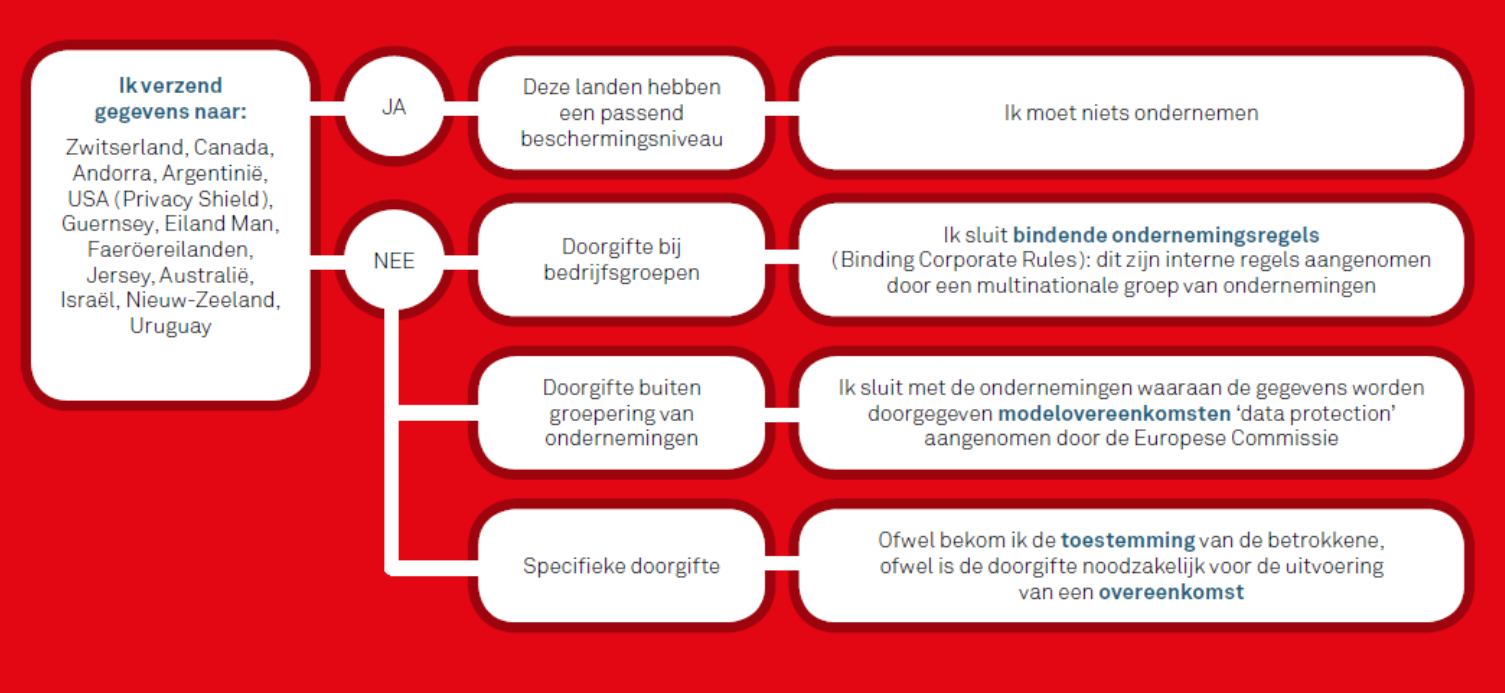 Ik verzend
gegevens naar:
Zwitserland, Canada,
Andorra, Argentinië,
USA (Privacy Shield),
Guernsey, Eiland Man,
Faeröereilanden,
Jersey, Australië,
Israël, Nieuw-Zeeland,
Uruguay
JA
Deze landen hebben
een passend
beschermingsniveau
Ik moet niets ondernemen
NEE
Doorgifte bij
bedrijfsgroepen
Ik sluit bindende ondernemingsregels
(Binding Corporate Rules): dit zijn interne regels aangenomen
door een multinationale groep van ondernemingen
Doorgifte buiten
groepering van
ondernemingen
Ik sluit met de ondernemingen waaraan de gegevens worden
doorgegeven modelovereenkomsten ‘data protection’
aangenomen door de Europese Commissie
Specifieke doorgifte
Ofwel bekom ik de toestemming van de betrokkene,
ofwel is de doorgifte noodzakelijk voor de uitvoering
van een overeenkomst